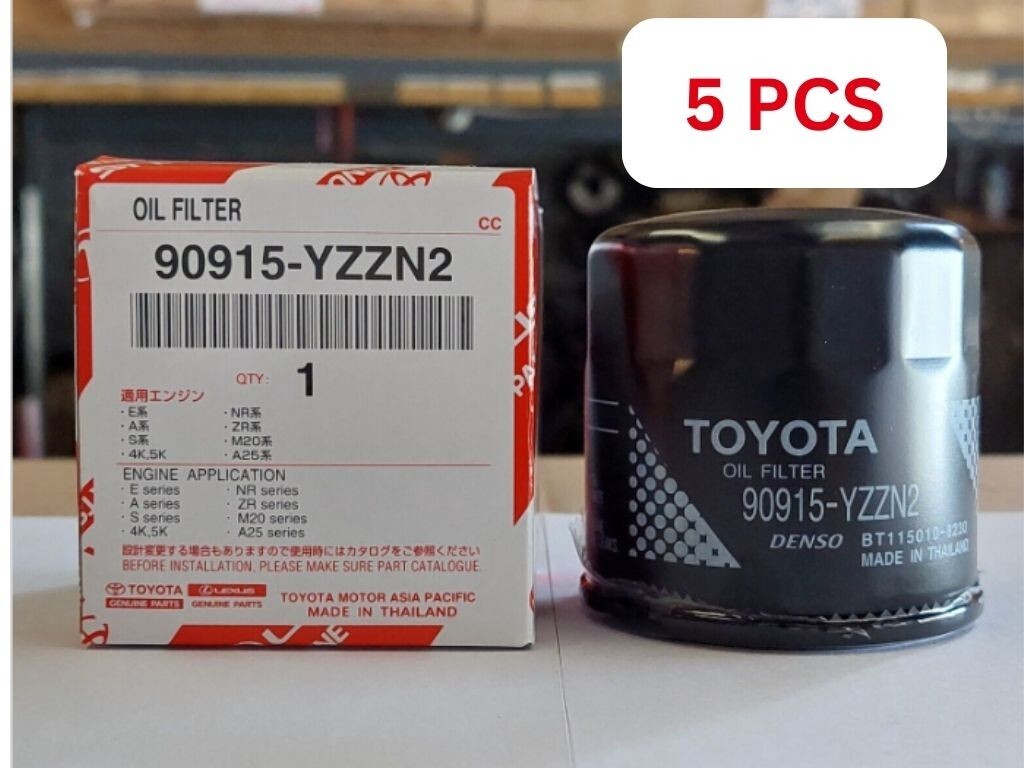 5 PCS
OIL FILTER
CC
90915-YZZN2
QTY: 1
適用エンジン
・E系 ・NR系
・A系 ・ZR系
・S系 ・M20系
・4K,5K ・A25系
ENGINE APPLICATION
・E series ・NR series
・A series ・ZR series
・S series ・M20 series
・4K,5K ・A25 series
設計変更する場合もありますので使用時にはカタログをご参照ください
BEFORE INSTALLATION, PLEASE MAKE SURE PART CATALOGUE.
TOYOTA LEXUS
GENUINE PARTS GENUINE PARTS
TOYOTA MOTOR ASIA PACIFIC
MADE IN THAILAND
TOYOTA
OIL FILTER
90915-YZZN2
DENSO BT115010-8230
MADE IN THAILAND